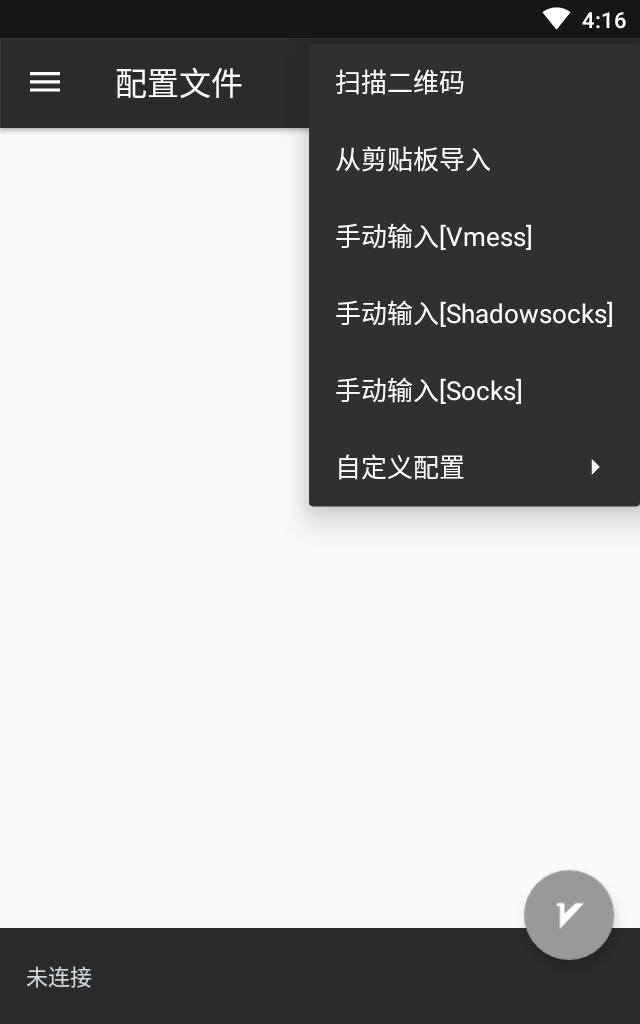 4:16
配置文件
扫描二维码
从剪贴板导入
手动输入[Vmess]
手动输入[Shadowsocks]
手动输入[Socks]
自定义配置
未连接